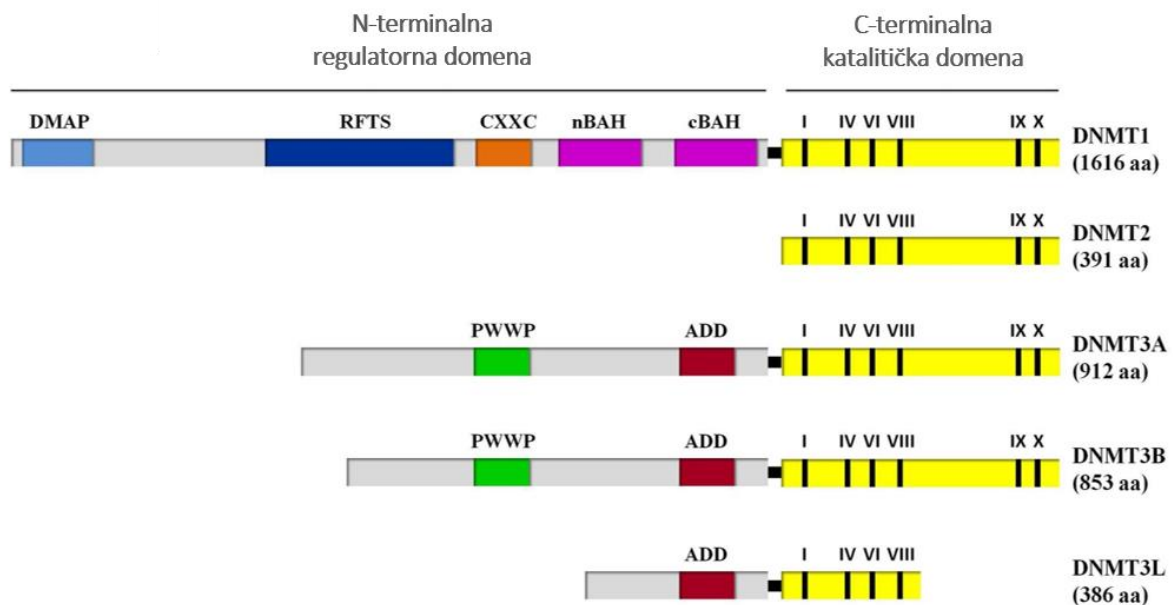 N-terminalna
regulatorna domena
C-terminalna
katalitička domena
DMAP RFTS CXXC nBAH cBAH I IV VI VIII IX X
DNMT1
(1616 aa)
I IV VI VIII IX X
DNMT2
(391 aa)
PWWP ADD I IV VI VIII IX X
DNMT3A
(912 aa)
PWWP ADD I IV VI VIII IX X
DNMT3B
(853 aa)
ADD I IV VI VIII
DNMT3L
(386 aa)